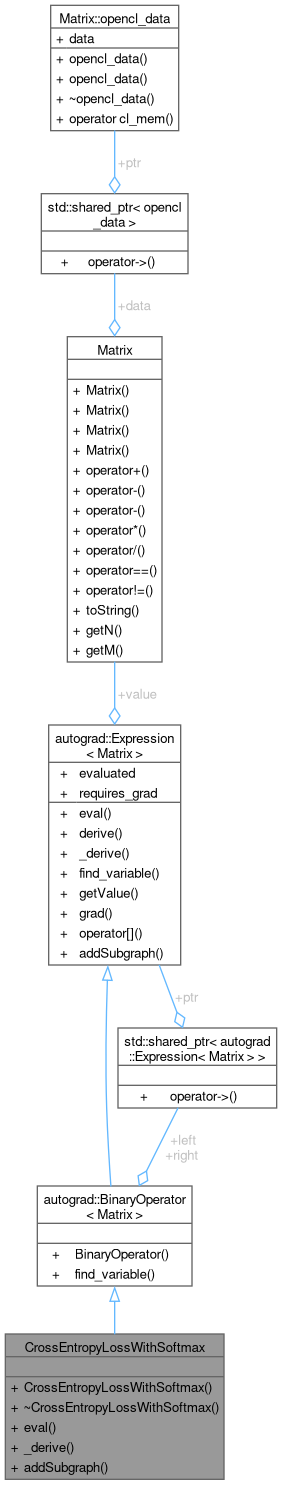 Matrix::opencl_data
+ data
+ opencl_data()
+ opencl_data()
+ ~opencl_data()
+ operator cl_mem()
+ptr
std::shared_ptr< opencl
_data >
+ operator->()
+data
Matrix
+ Matrix()
+ Matrix()
+ Matrix()
+ Matrix()
+ operator+()
+ operator-()
+ operator-()
+ operator*()
+ operator/()
+ operator==()
+ operator!=()
+ toString()
+ getN()
+ getM()
+value
autograd::Expression
< Matrix >
+ evaluated
+ requires_grad
+ eval()
+ derive()
+ _derive()
+ find_variable()
+ getValue()
+ grad()
+ operator[]()
+ addSubgraph()
+ptr
std::shared_ptr< autograd
::Expression< Matrix > >
+ operator->()
+left
+right
autograd::BinaryOperator
< Matrix >
+ BinaryOperator()
+ find_variable()
CrossEntropyLossWithSoftmax
+ CrossEntropyLossWithSoftmax()
+ ~CrossEntropyLossWithSoftmax()
+ eval()
+ _derive()
+ addSubgraph()